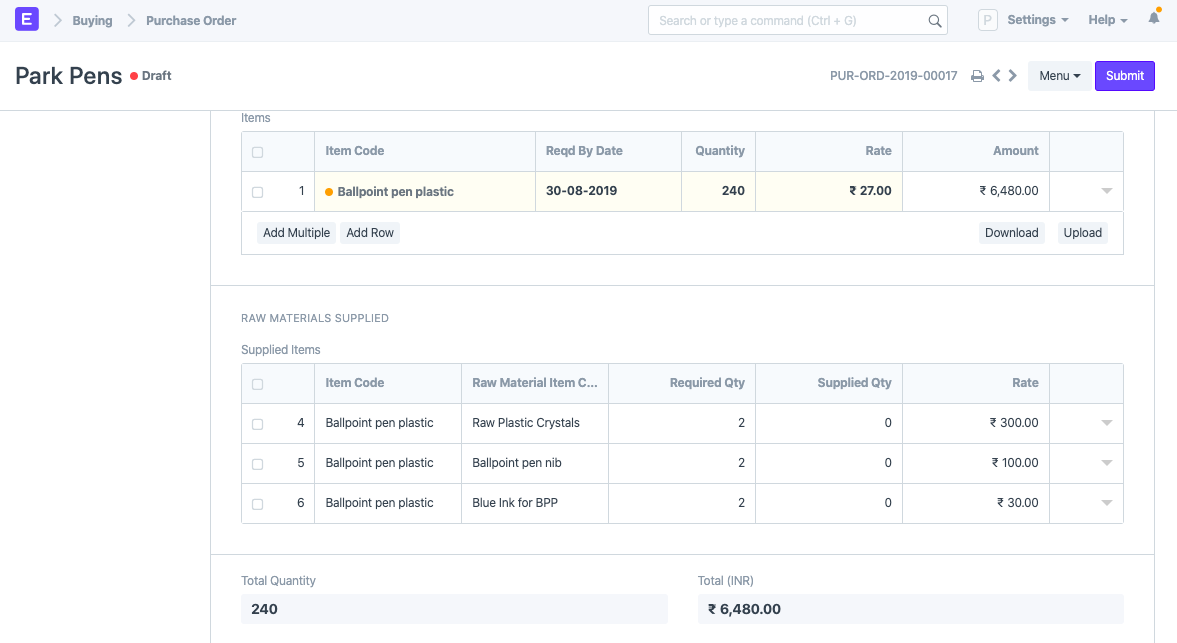 E Buying Purchase Order Search or type a command (Ctrl + G) P Settings Help
Park Pens Draft PUR-ORD-2019-00017 Menu Submit
Items
Item Code Reqd By Date Quantity Rate Amount
1 Ballpoint pen plastic 30-08-2019 240 ₹ 27.00 ₹ 6,480.00
Add Multiple Add Row Download Upload
RAW MATERIALS SUPPLIED
Supplied Items
Item Code Raw Material Item C... Required Qty Supplied Qty Rate
4 Ballpoint pen plastic Raw Plastic Crystals 2 0 ₹ 300.00
5 Ballpoint pen plastic Ballpoint pen nib 2 0 ₹ 100.00
6 Ballpoint pen plastic Blue Ink for BPP 2 0 ₹ 30.00
Total Quantity Total (INR)
240 ₹ 6,480.00